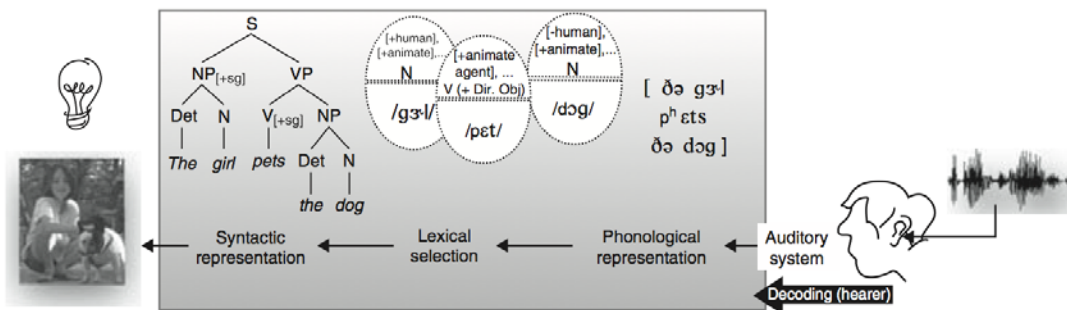 S
NP[+sg] VP
Det N V[+sg] NP
The girl pets Det N
the dog
[+human],
[+animate],...
N
/gɝl/
[+animate
agent], ...
V (+ Dir. Obj)
/pɛt/
[-human],
[+animate],...
N
/dɔg/
[ ðə gɝl
pʰ ɛts
ðə dɔg ]
Syntactic
representation
Lexical
selection
Phonological
representation
Auditory
system
Decoding (hearer)